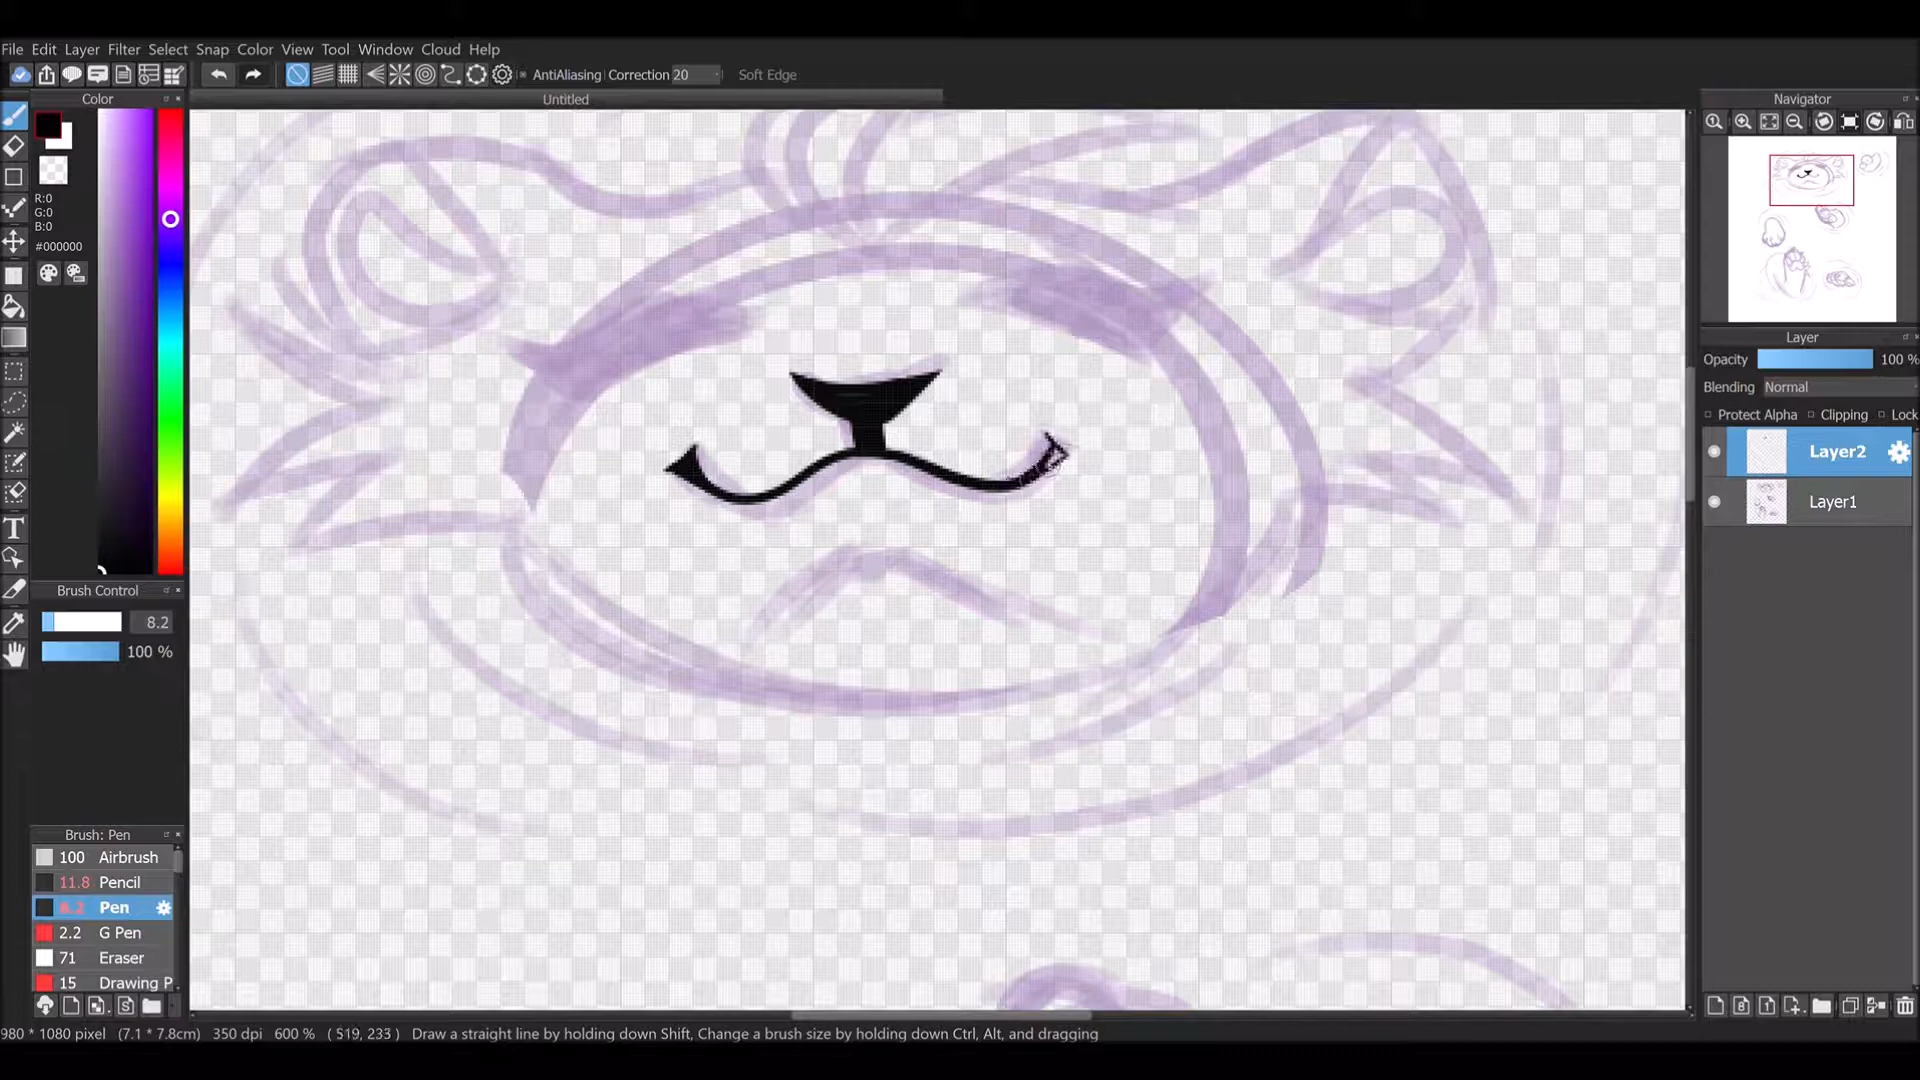 File Edit Layer Filter Select Snap Color View Tool Window Cloud Help
AntiAliasing Correction 20 Soft Edge
Color
Untitled
Navigator
R:0
G:0
B:0
#000000
Layer
Opacity 100 %
Blending Normal
Protect Alpha Clipping Lock
Layer2
Layer1
Brush Control
8.2
100 %
Brush: Pen
100 Airbrush
11.8 Pencil
8.2 Pen
2.2 G Pen
71 Eraser
15 Drawing P
980 * 1080 pixel (7.1 * 7.8cm) 350 dpi 600 % ( 519, 233 ) Draw a straight line by holding down Shift, Change a brush size by holding down Ctrl, Alt, and dragging